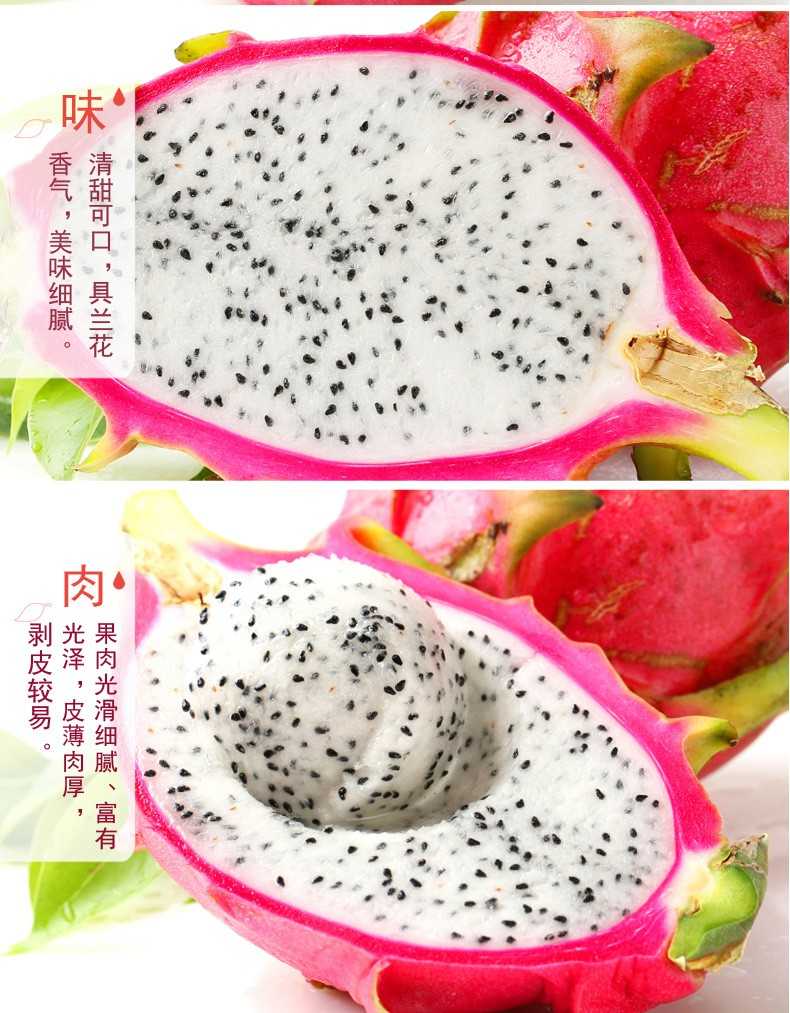 味
清甜可口，具兰花
香气，美味细腻。
肉
果肉光滑细腻、富有
光泽，皮薄肉厚，
剥皮较易。